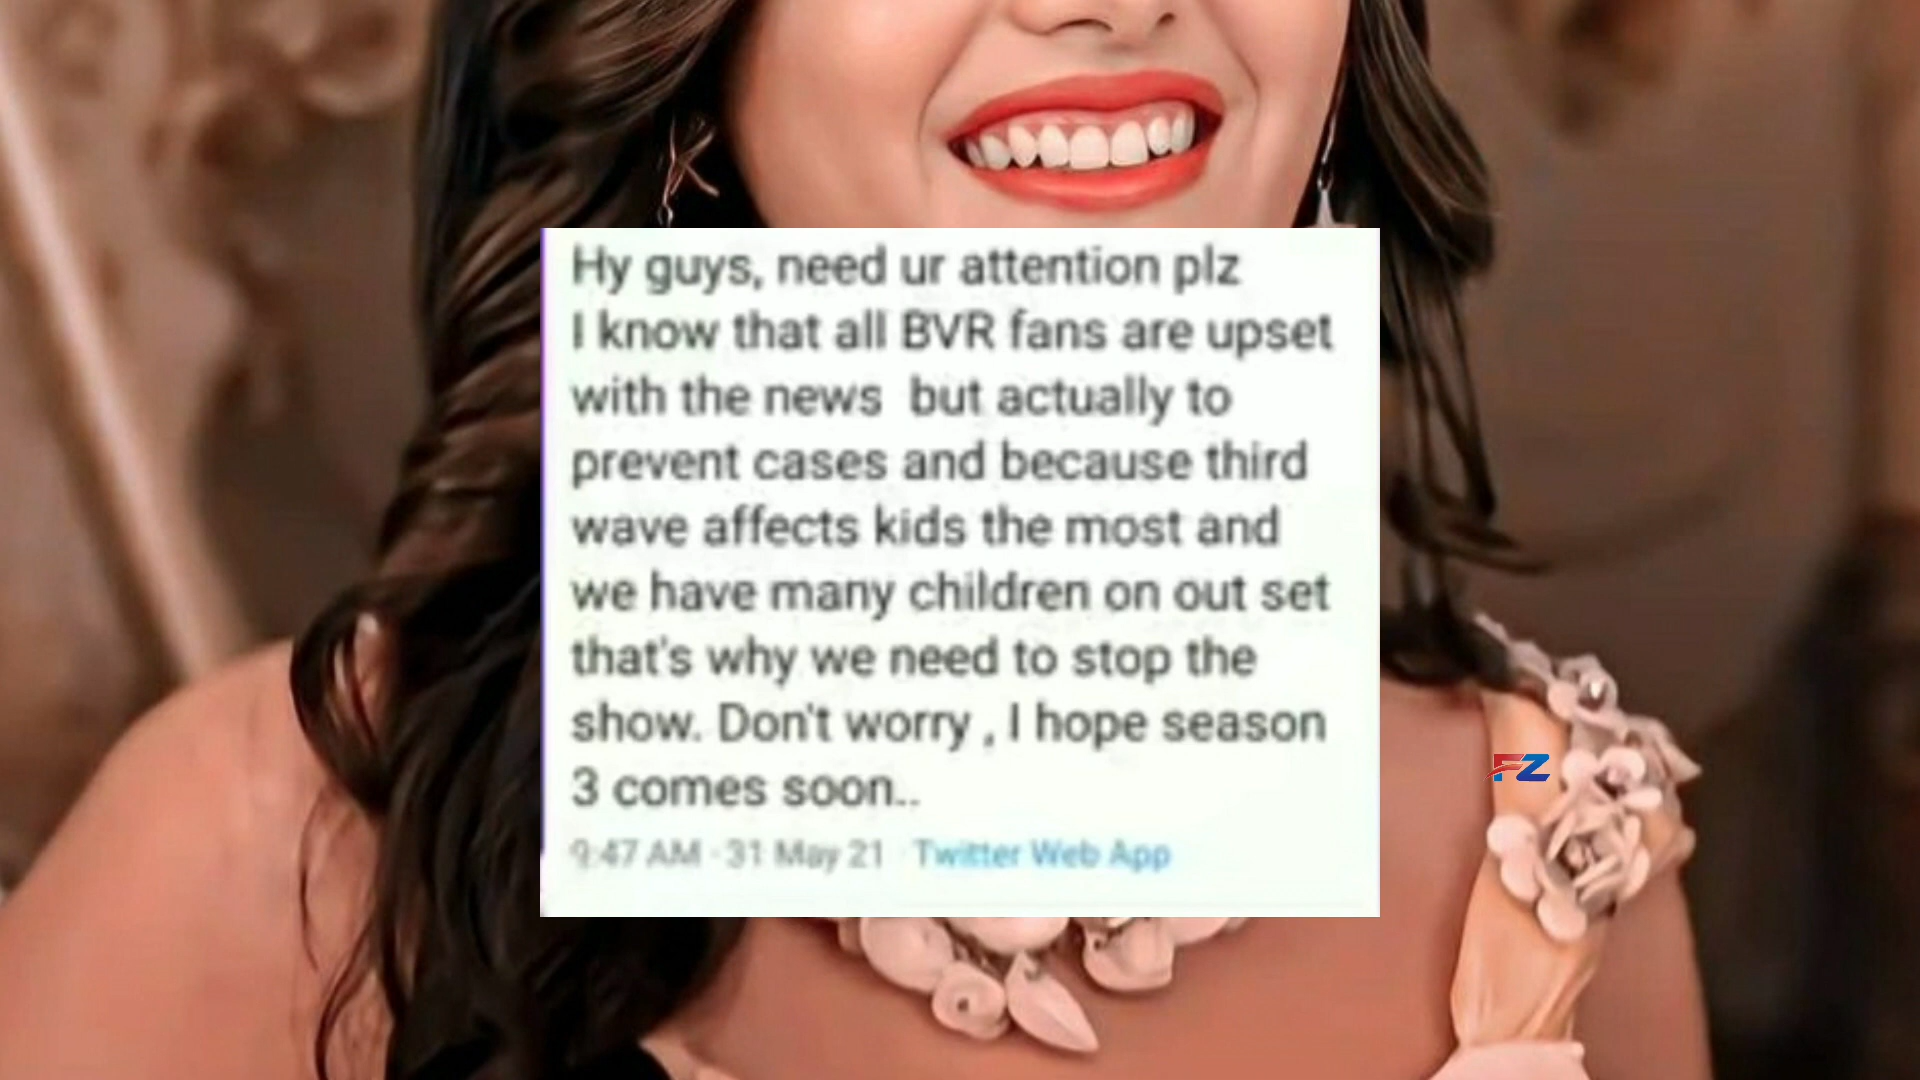 Hy guys, need ur attention plz
I know that all BVR fans are upset
with the news but actually to
prevent cases and because third
wave affects kids the most and
we have many children on out set
that's why we need to stop the
show. Don't worry , I hope season
3 comes soon..
9:47 AM · 31 May 21 · Twitter Web App
FZ